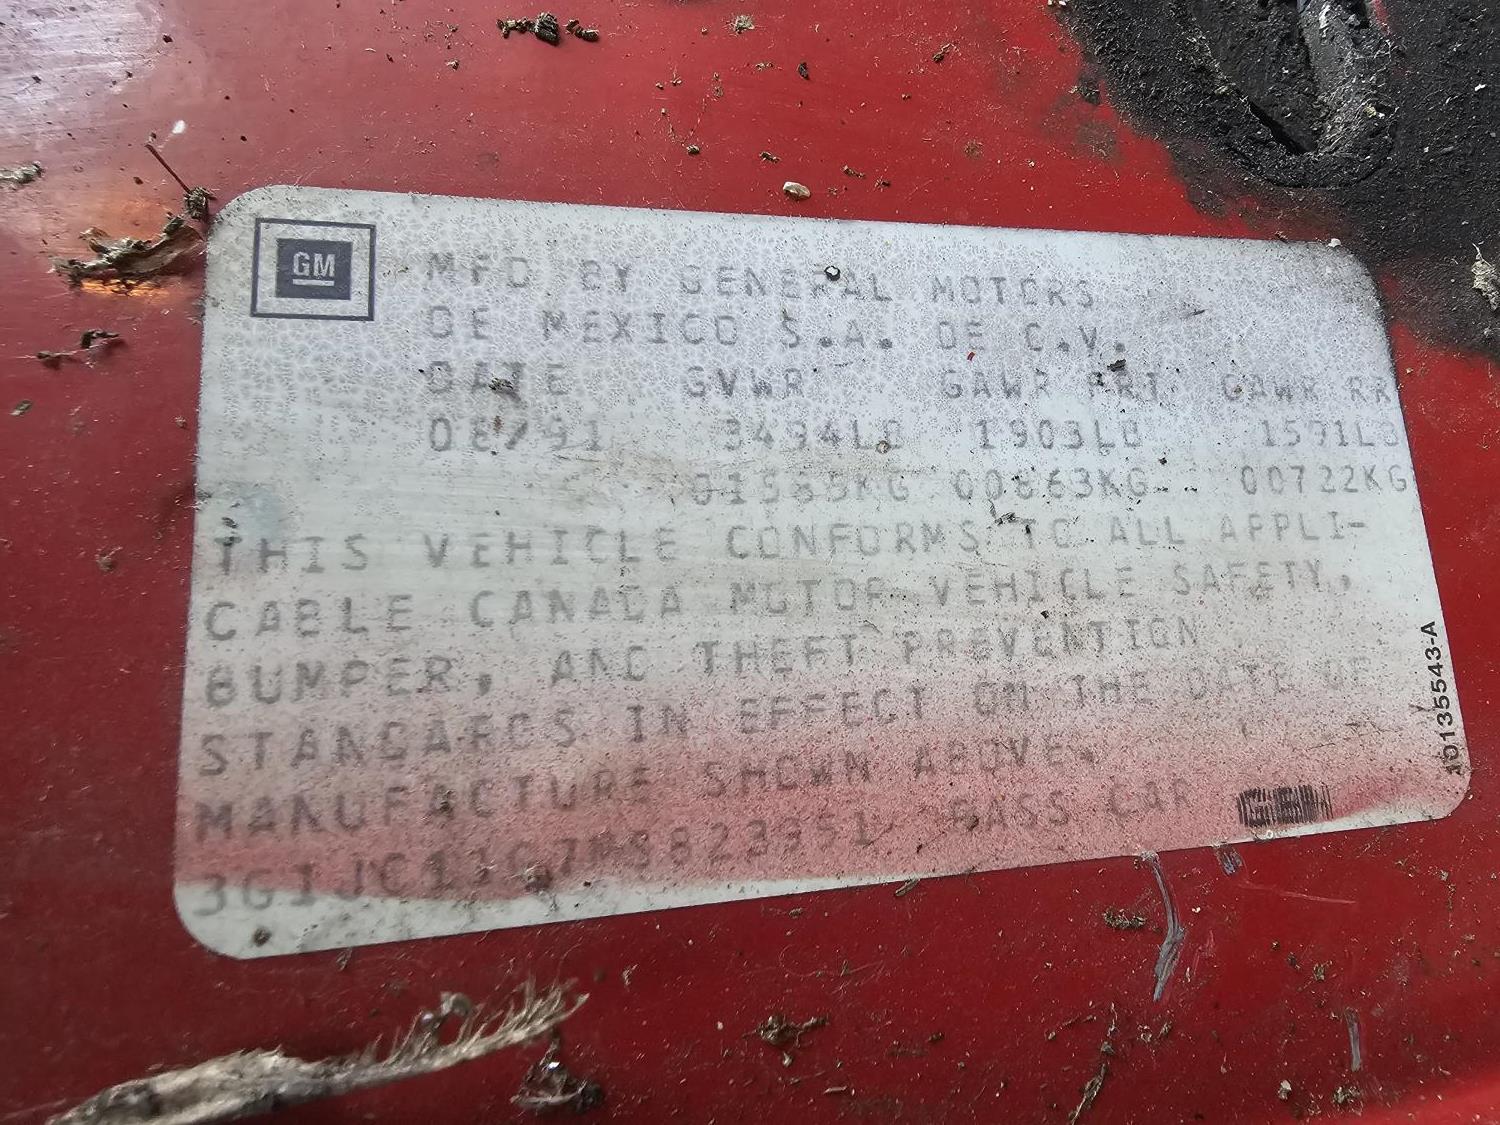 GM
MFD BY GENERAL MOTORS
DE MEXICO S.A. DE C.V.
DATE GVWR GAWR FRT GAWR RR
08/91 3494LB 1903LB 1591LB
01585KG 00863KG 00722KG
THIS VEHICLE CONFORMS TO ALL APPLI-
CABLE CANADA MOTOR VEHICLE SAFETY,
BUMPER, AND THEFT PREVENTION
STANDARDS IN EFFECT ON THE DATE OF
MANUFACTURE SHOWN ABOVE.
3G1JC11G7MS823951 PASS CAR
10135543-A